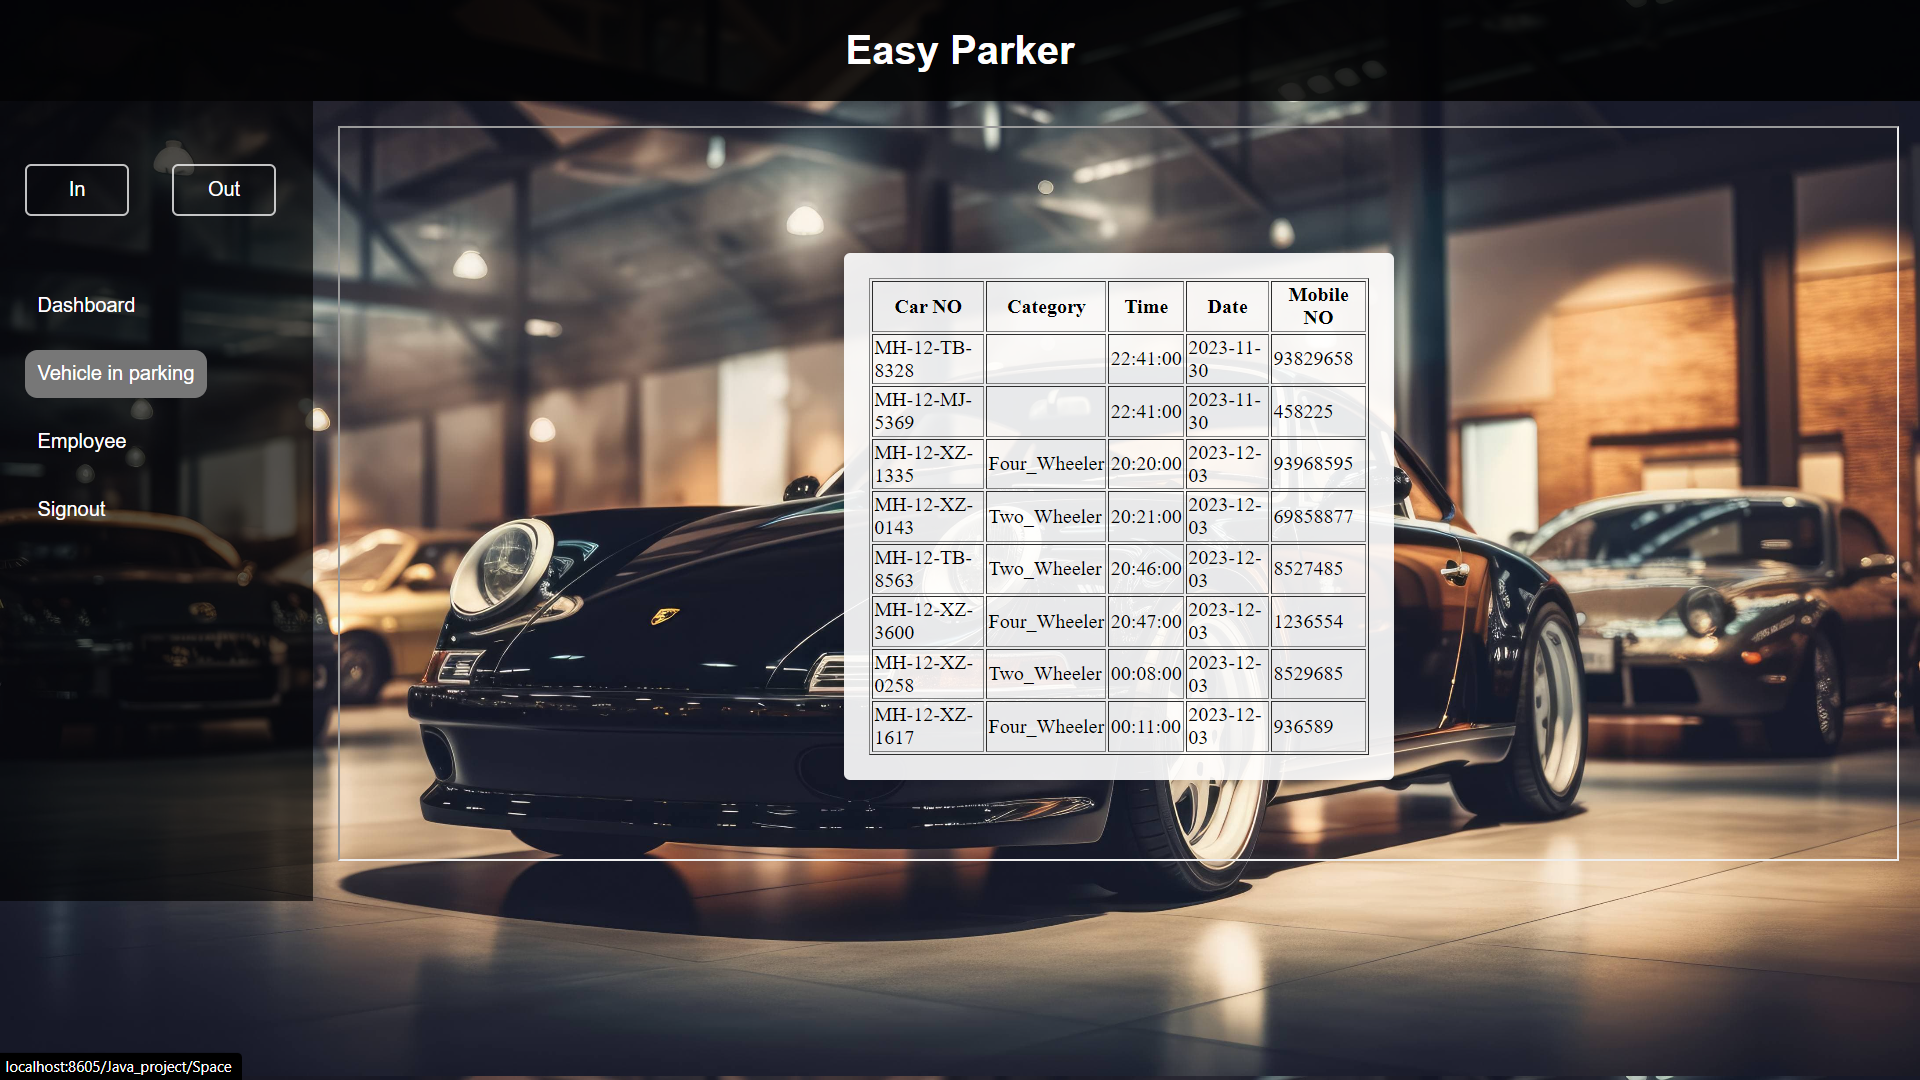 Easy Parker
In Out
Dashboard
Vehicle in parking
Employee
Signout
Car NO Category Time Date Mobile
NO
MH-12-TB-
8328 22:41:00 2023-11-
30 93829658
MH-12-MJ-
5369 22:41:00 2023-11-
30 458225
MH-12-XZ-
1335 Four_Wheeler 20:20:00 2023-12-
03 93968595
MH-12-XZ-
0143 Two_Wheeler 20:21:00 2023-12-
03 69858877
MH-12-TB-
8563 Two_Wheeler 20:46:00 2023-12-
03 8527485
MH-12-XZ-
3600 Four_Wheeler 20:47:00 2023-12-
03 1236554
MH-12-XZ-
0258 Two_Wheeler 00:08:00 2023-12-
03 8529685
MH-12-XZ-
1617 Four_Wheeler 00:11:00 2023-12-
03 936589
localhost:8605/Java_project/Space